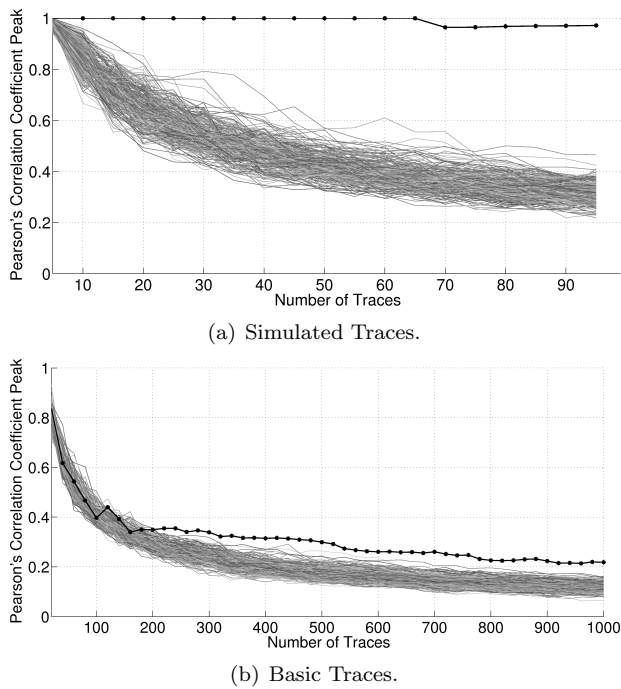 Pearson's Correlation Coefficient Peak
1
0.8
0.6
0.4
0.2
0
10 20 30 40 50 60 70 80 90
Number of Traces
(a) Simulated Traces.
Pearson's Correlation Coefficient Peak
1
0.8
0.6
0.4
0.2
0
100 200 300 400 500 600 700 800 900 1000
Number of Traces
(b) Basic Traces.